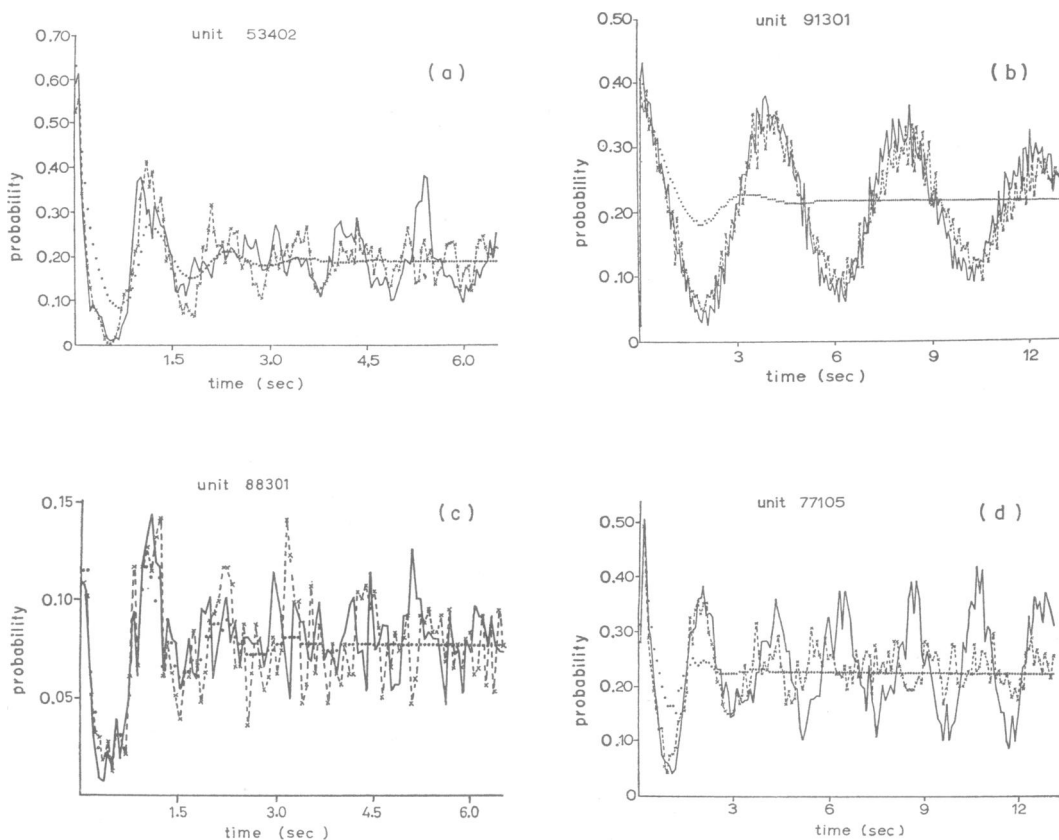 unit 53402
(a)
0.70
0.60
0.50
0.40
0.30
0.20
0.10
0
probability
1.5
3.0
4.5
6.0
time (sec)
unit 91301
(b)
0.50
0.40
0.30
0.20
0.10
0
probability
3
6
9
12
time (sec)
unit 88301
(c)
0.15
0.10
0.05
probability
1.5
3.0
4.5
6.0
time (sec)
unit 77105
(d)
0.50
0.40
0.30
0.20
0.10
0
probability
3
6
9
12
time (sec)